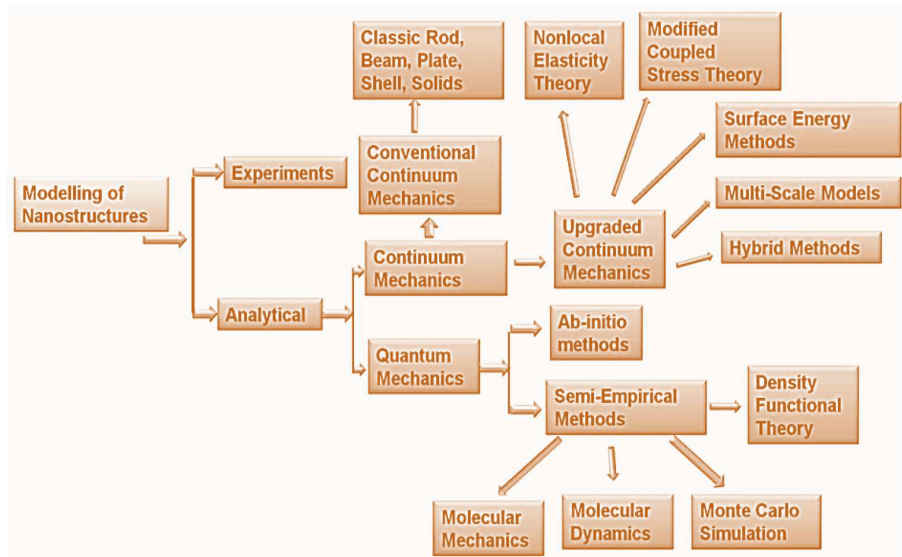 Classic Rod,
Beam, Plate,
Shell, Solids
Nonlocal
Elasticity
Theory
Modified
Coupled
Stress Theory
Surface Energy
Methods
Experiments
Conventional
Continuum
Mechanics
Modelling of
Nanostructures
Multi-Scale Models
Upgraded
Continuum
Mechanics
Hybrid Methods
Continuum
Mechanics
Analytical
Ab-initio
methods
Quantum
Mechanics
Semi-Empirical
Methods
Density
Functional
Theory
Molecular
Mechanics
Molecular
Dynamics
Monte Carlo
Simulation